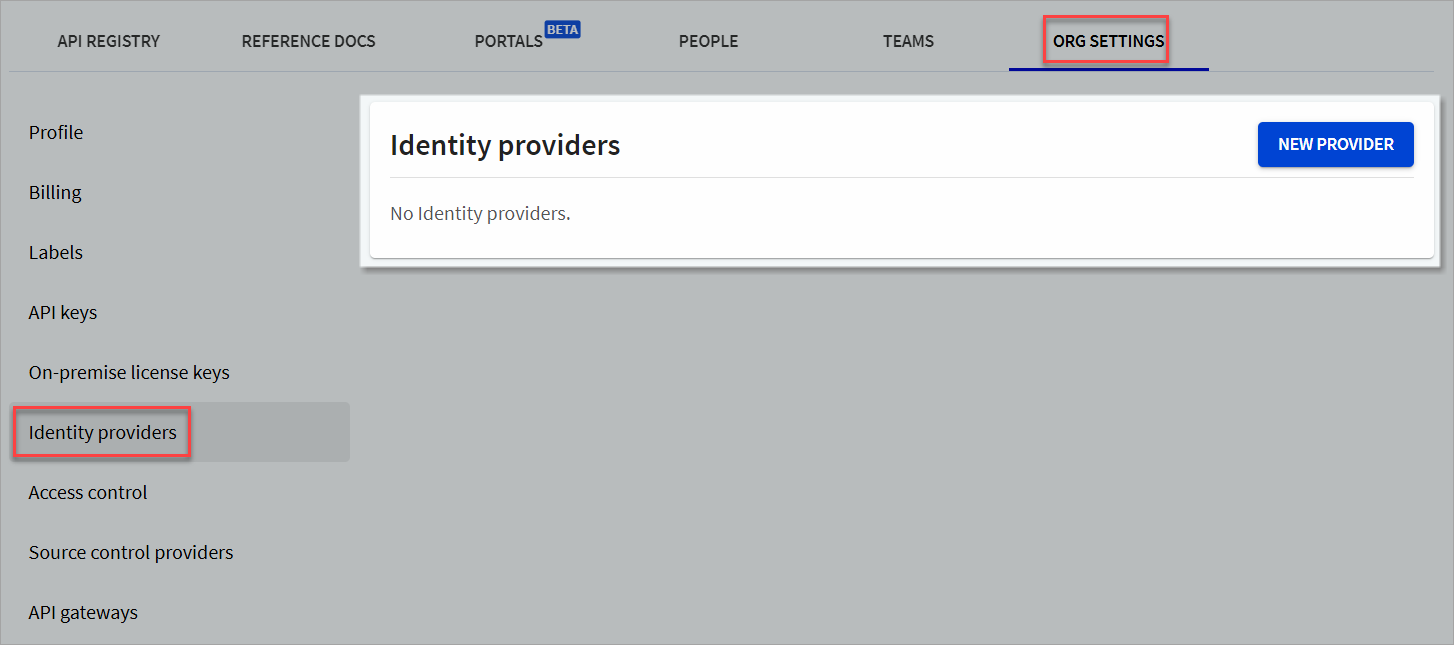 API REGISTRY REFERENCE DOCS PORTALS BETA PEOPLE TEAMS ORG SETTINGS
Profile
Billing
Labels
API keys
On-premise license keys
Identity providers
Access control
Source control providers
API gateways
Identity providers NEW PROVIDER
No Identity providers.